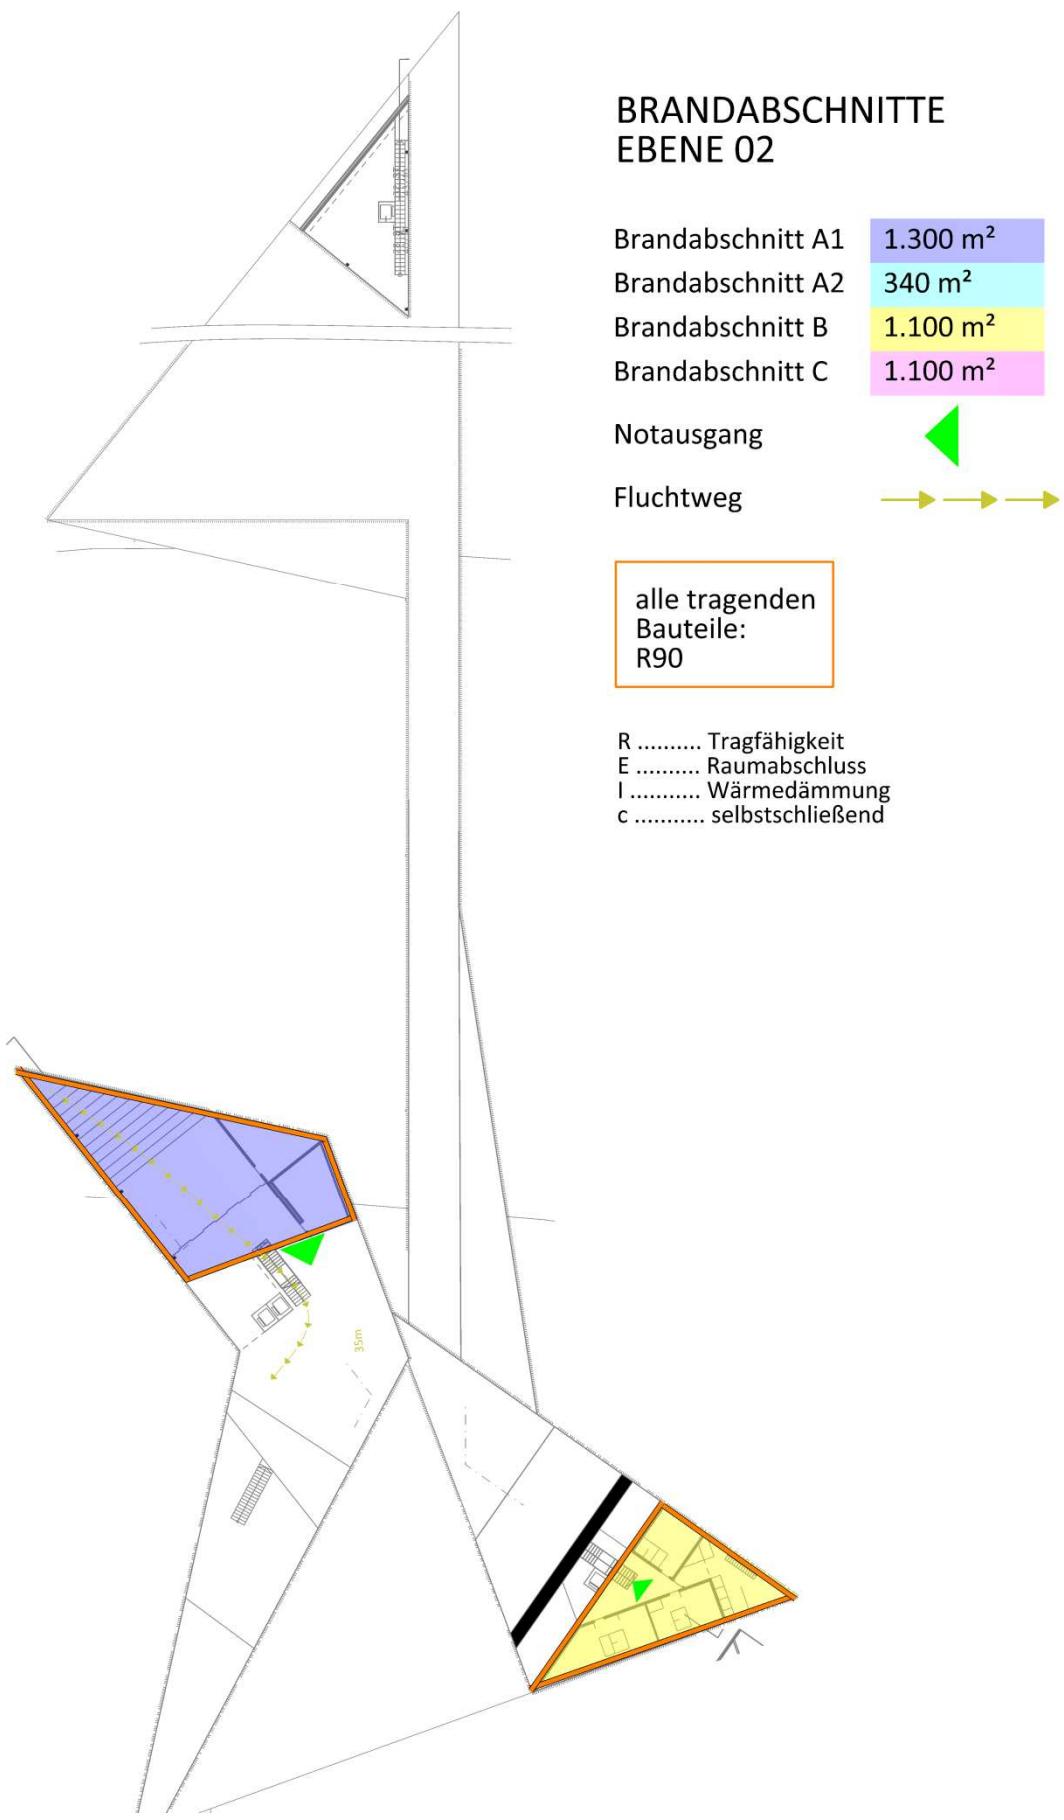 BRANDABSCHNITTE
EBENE 02
Brandabschnitt A1 1.300 m²
Brandabschnitt A2 340 m²
Brandabschnitt B 1.100 m²
Brandabschnitt C 1.100 m²
Notausgang
Fluchtweg
alle tragenden
Bauteile:
R90
R .......... Tragfähigkeit
E .......... Raumabschluss
I ........... Wärmedämmung
c ........... selbstschließend
35m